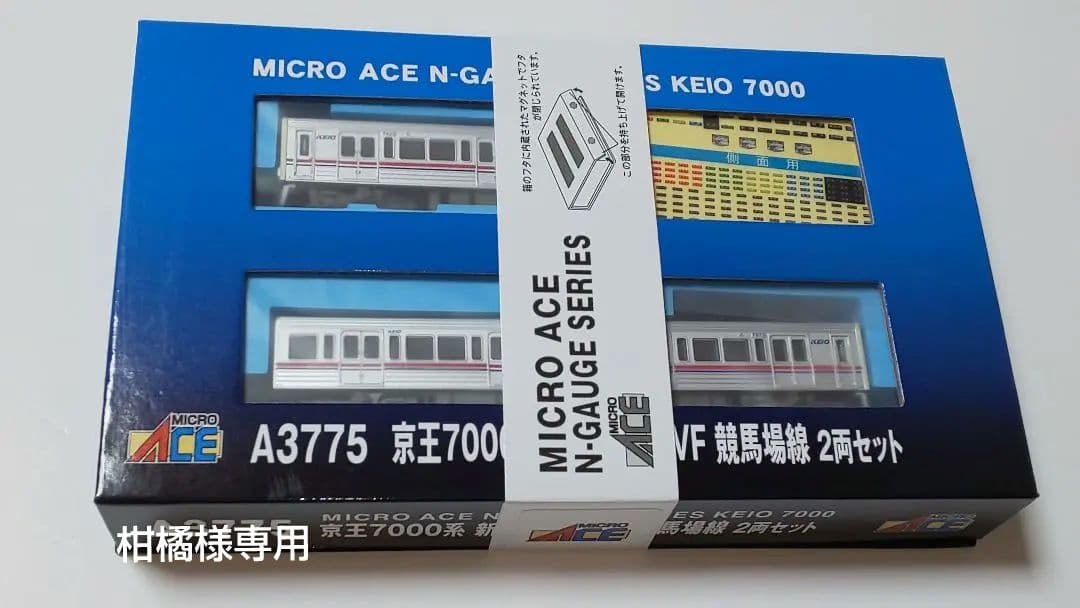 MICRO ACE N-GA
S KEIO 7000
箱のフタに内蔵されたマグネットでフタ
が閉じられています。
この部分を持ち上げて開けます。
KEIO
側面用
MICRO ACE
N-GAUGE SERIES
MICRO
ACE
KEIO
KEIO
MICRO
ACE
A3775 京王700
VF 競馬場線 2両セット
MICRO ACE N
ES KEIO 7000
A3775
京王7000系 新
馬場線 2両セット
MICRO
ACE
MICRO
ACE
柑橘様専用